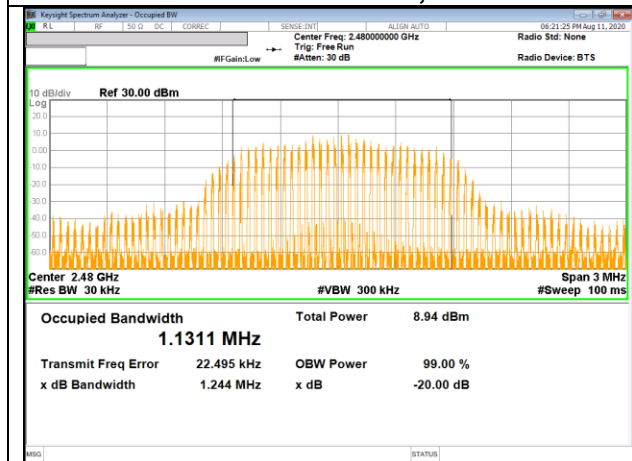 Keysight Spectrum Analyzer - Occupied BW
RL RF 50 Ω DC CORREC SENSE:INT ALIGN AUTO 06:21:25 PM Aug 11, 2020
Center Freq: 2.480000000 GHz Radio Std: None
Trig: Free Run
#IFGain:Low #Atten: 30 dB Radio Device: BTS
10 dB/div Ref 30.00 dBm
Log
20.0
10.0
0.00
-10.0
-20.0
-30.0
-40.0
-50.0
-60.0
Center 2.48 GHz Span 3 MHz
#Res BW 30 kHz #VBW 300 kHz #Sweep 100 ms
Occupied Bandwidth Total Power 8.94 dBm
1.1311 MHz
Transmit Freq Error 22.495 kHz OBW Power 99.00 %
x dB Bandwidth 1.244 MHz x dB -20.00 dB
MSG STATUS